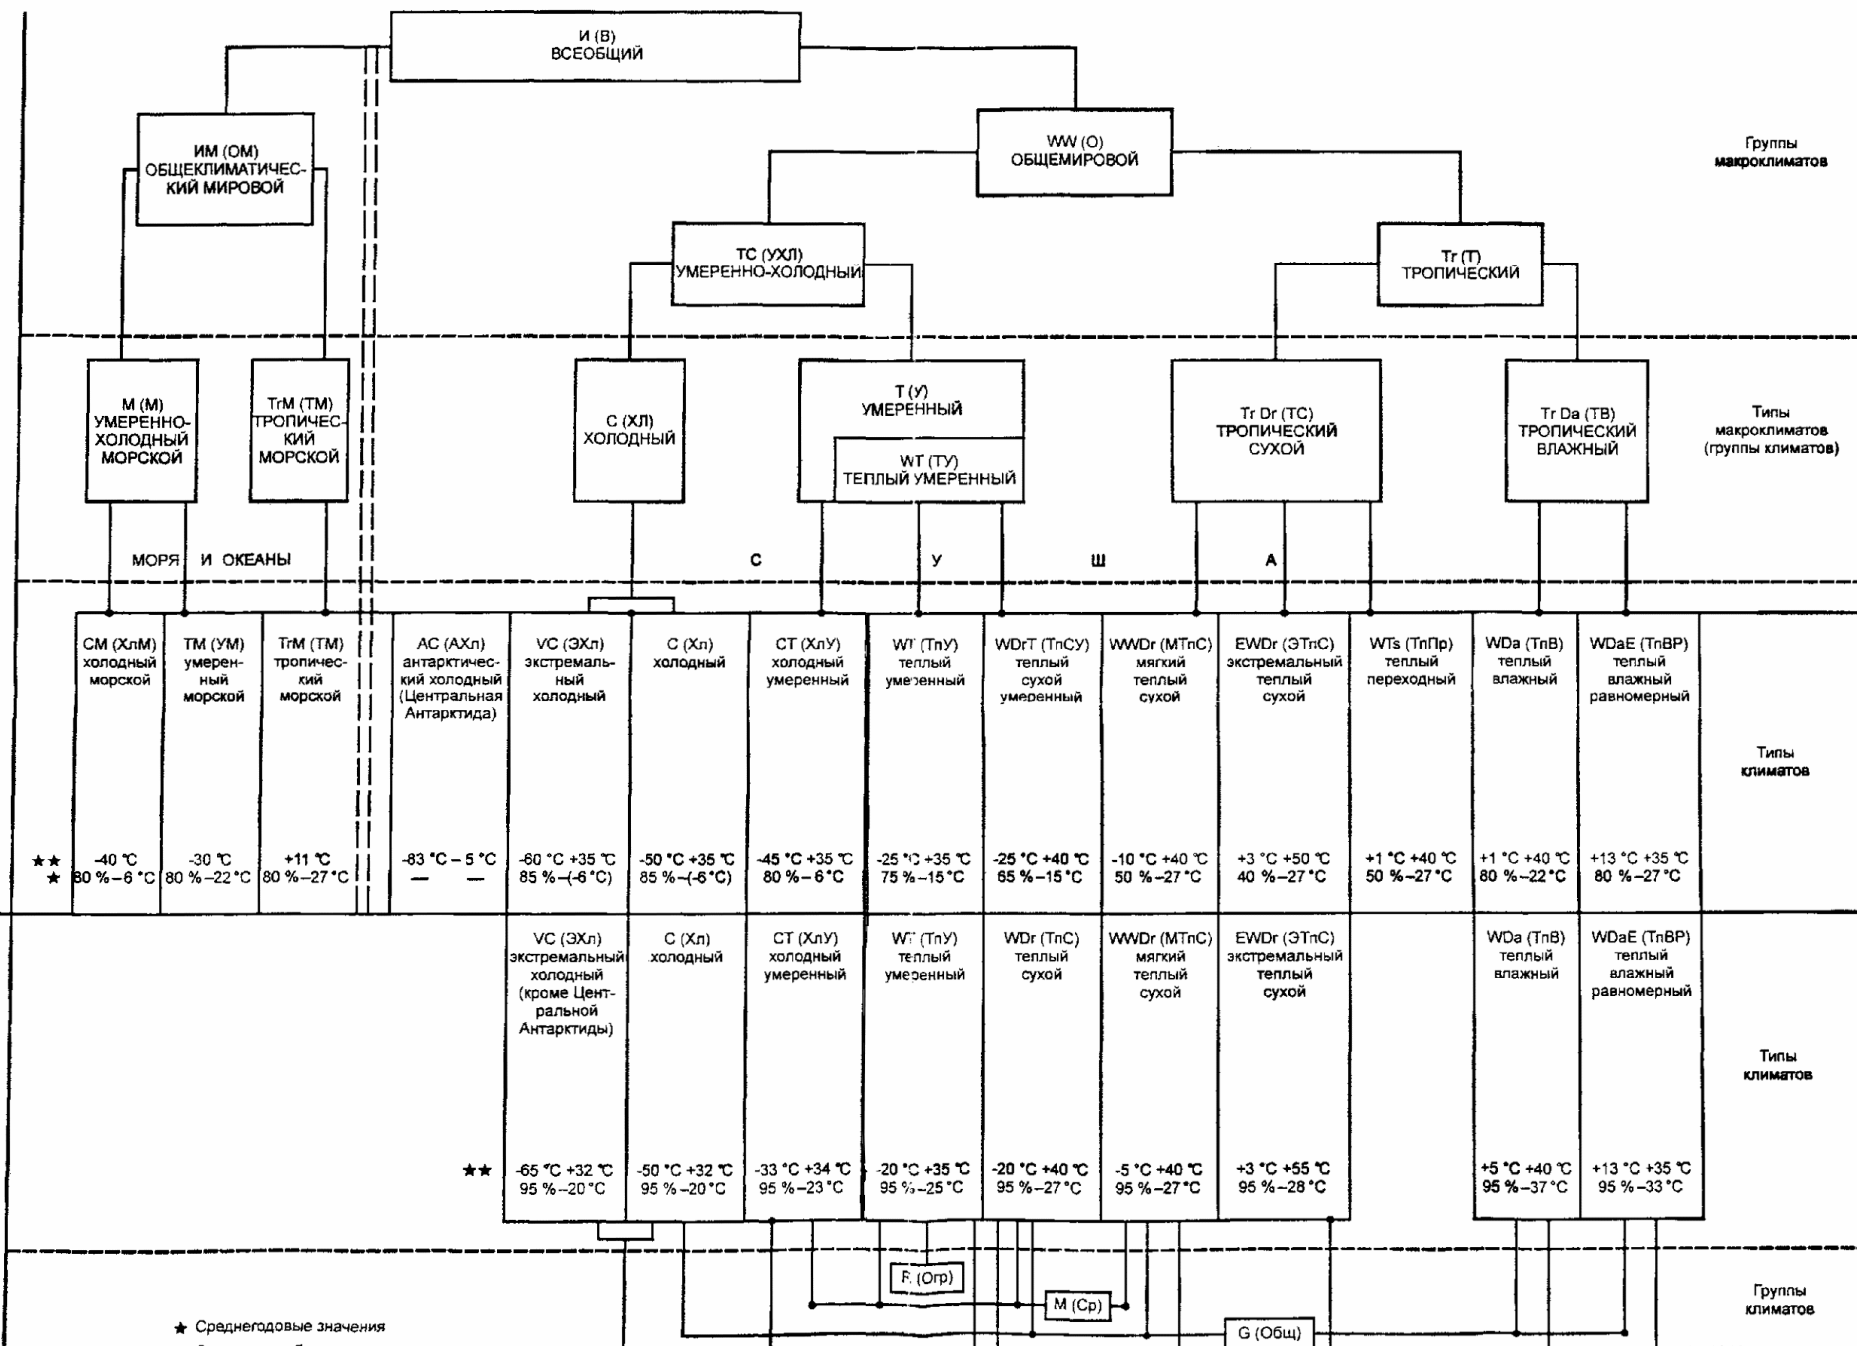 И (В)
ВСЕОБЩИЙ
ИМ (ОМ)
ОБЩЕКЛИМАТИЧЕС-
КИЙ МИРОВОЙ
WW (О)
ОБЩЕМИРОВОЙ
Группы
макроклиматов
ТС (УХЛ)
УМЕРЕННО-ХОЛОДНЫЙ
Tr (Т)
ТРОПИЧЕСКИЙ
М (М)
УМЕРЕННО-
ХОЛОДНЫЙ
МОРСКОЙ
TrM (ТМ)
ТРОПИЧЕС-
КИЙ
МОРСКОЙ
С (ХЛ)
ХОЛОДНЫЙ
Т (У)
УМЕРЕННЫЙ
WT (ТУ)
ТЕПЛЫЙ УМЕРЕННЫЙ
Tr Dr (ТС)
ТРОПИЧЕСКИЙ
СУХОЙ
Tr Da (ТВ)
ТРОПИЧЕСКИЙ
ВЛАЖНЫЙ
Типы
макроклиматов
(группы климатов)
МОРЯ И ОКЕАНЫ
С У Ш А
СМ (ХлМ)
холодный
морской
ТМ (УМ)
умерен-
ный
морской
TrM (ТМ)
тропичес-
кий
морской
АС (АХл)
антарктичес-
кий холодный
(Центральная
Антарктида)
VC (ЭХл)
экстремаль-
ный
холодный
С (Хл)
холодный
СТ (ХлУ)
холодный
умеренный
WT (ТпУ)
теплый
умеренный
WDrT (ТпСУ)
теплый
сухой
умеренный
WWDr (МТпС)
мягкий
теплый
сухой
EWDr (ЭТпС)
экстремальный
теплый
сухой
WTs (ТпПр)
теплый
переходный
WDa (ТпВ)
теплый
влажный
WDaE (ТпВР)
теплый
влажный
равномерный
Типы
климатов
★★ -40 °С -30 °С +11 °С -83 °С – 5 °С -60 °С +35 °С -50 °С +35 °С -45 °С +35 °С -25 °С +35 °С -25 °С +40 °С -10 °С +40 °С +3 °С +50 °С +1 °С +40 °С +1 °С +40 °С +13 °С +35 °С
★ 80 %–6 °С 80 %–22 °С 80 %–27 °С — — 85 %–(-6 °С) 85 %–(-6 °С) 80 %–6 °С 75 %–15 °С 65 %–15 °С 50 %–27 °С 40 %–27 °С 50 %–27 °С 80 %–22 °С 80 %–27 °С
VC (ЭХл)
экстремальный
холодный
(кроме Цент-
ральной
Антарктиды)
С (Хл)
холодный
СТ (ХлУ)
холодный
умеренный
WT (ТпУ)
теплый
умеренный
WDr (ТпС)
теплый
сухой
WWDr (МТпС)
мягкий
теплый
сухой
EWDr (ЭТпС)
экстремальный
теплый
сухой
WDa (ТпВ)
теплый
влажный
WDaE (ТпВР)
теплый
влажный
равномерный
Типы
климатов
★★ -65 °С +32 °С -50 °С +32 °С -33 °С +34 °С -20 °С +35 °С -20 °С +40 °С -5 °С +40 °С +3 °С +55 °С +5 °С +40 °С +13 °С +35 °С
95 %–20 °С 95 %–20 °С 95 %–23 °С 95 %–25 °С 95 %–27 °С 95 %–27 °С 95 %–28 °С 95 %–37 °С 95 %–33 °С
R (Огр)
М (Ср)
Группы
климатов
G (Общ)
★ Среднегодовые значения